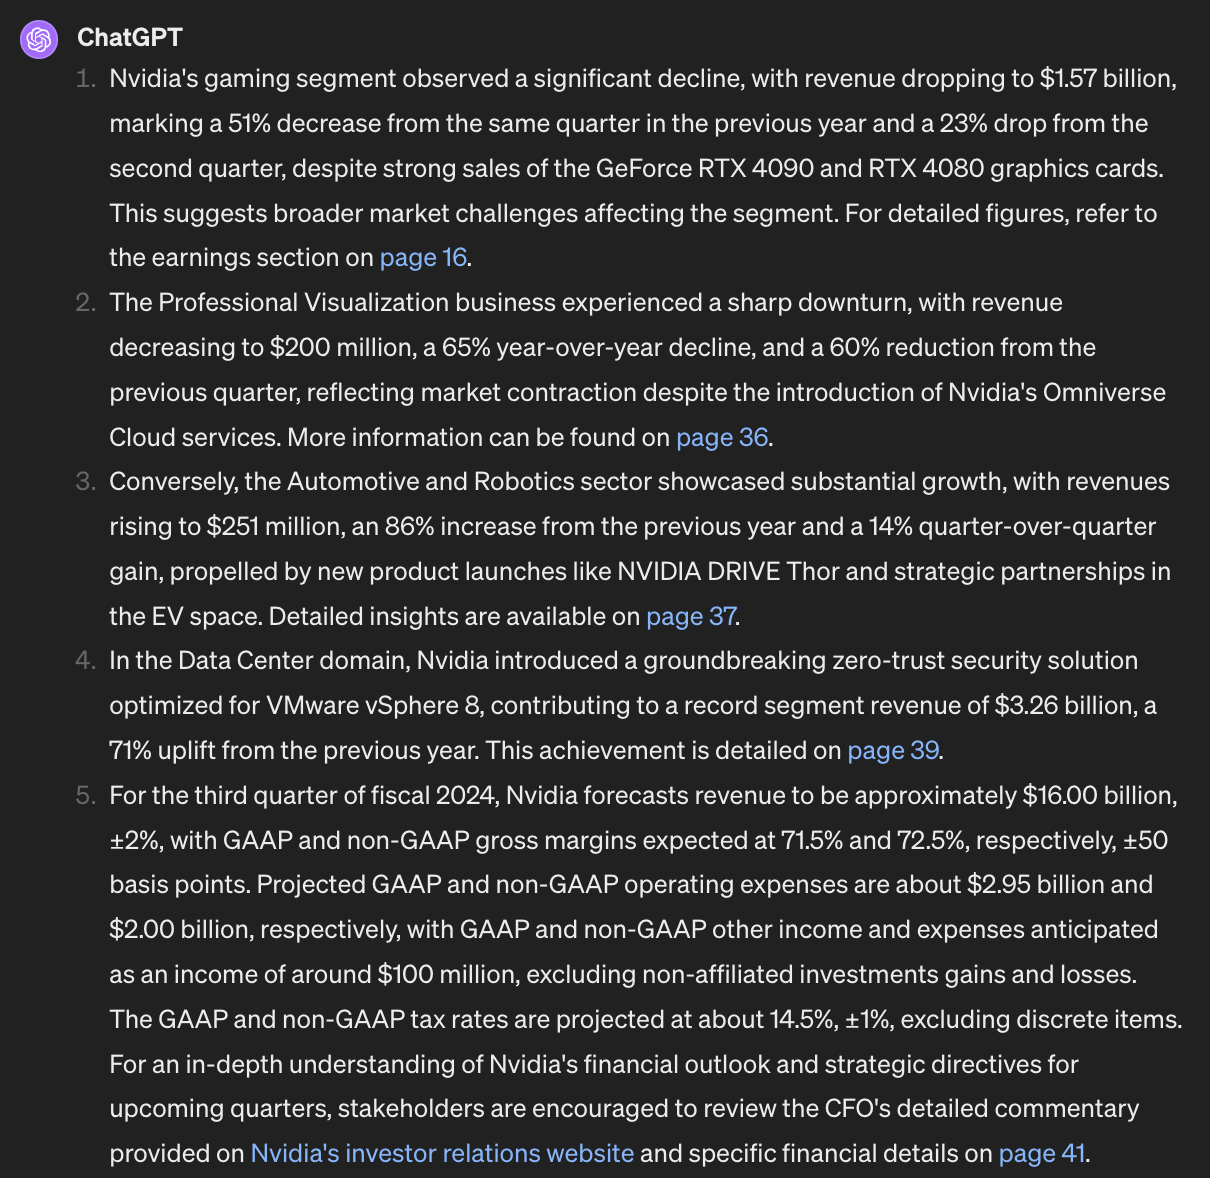 ChatGPT
1. Nvidia's gaming segment observed a significant decline, with revenue dropping to $1.57 billion,
marking a 51% decrease from the same quarter in the previous year and a 23% drop from the
second quarter, despite strong sales of the GeForce RTX 4090 and RTX 4080 graphics cards.
This suggests broader market challenges affecting the segment. For detailed figures, refer to
the earnings section on page 16.
2. The Professional Visualization business experienced a sharp downturn, with revenue
decreasing to $200 million, a 65% year-over-year decline, and a 60% reduction from the
previous quarter, reflecting market contraction despite the introduction of Nvidia's Omniverse
Cloud services. More information can be found on page 36.
3. Conversely, the Automotive and Robotics sector showcased substantial growth, with revenues
rising to $251 million, an 86% increase from the previous year and a 14% quarter-over-quarter
gain, propelled by new product launches like NVIDIA DRIVE Thor and strategic partnerships in
the EV space. Detailed insights are available on page 37.
4. In the Data Center domain, Nvidia introduced a groundbreaking zero-trust security solution
optimized for VMware vSphere 8, contributing to a record segment revenue of $3.26 billion, a
71% uplift from the previous year. This achievement is detailed on page 39.
5. For the third quarter of fiscal 2024, Nvidia forecasts revenue to be approximately $16.00 billion,
±2%, with GAAP and non-GAAP gross margins expected at 71.5% and 72.5%, respectively, ±50
basis points. Projected GAAP and non-GAAP operating expenses are about $2.95 billion and
$2.00 billion, respectively, with GAAP and non-GAAP other income and expenses anticipated
as an income of around $100 million, excluding non-affiliated investments gains and losses.
The GAAP and non-GAAP tax rates are projected at about 14.5%, ±1%, excluding discrete items.
For an in-depth understanding of Nvidia's financial outlook and strategic directives for
upcoming quarters, stakeholders are encouraged to review the CFO's detailed commentary
provided on Nvidia's investor relations website and specific financial details on page 41.